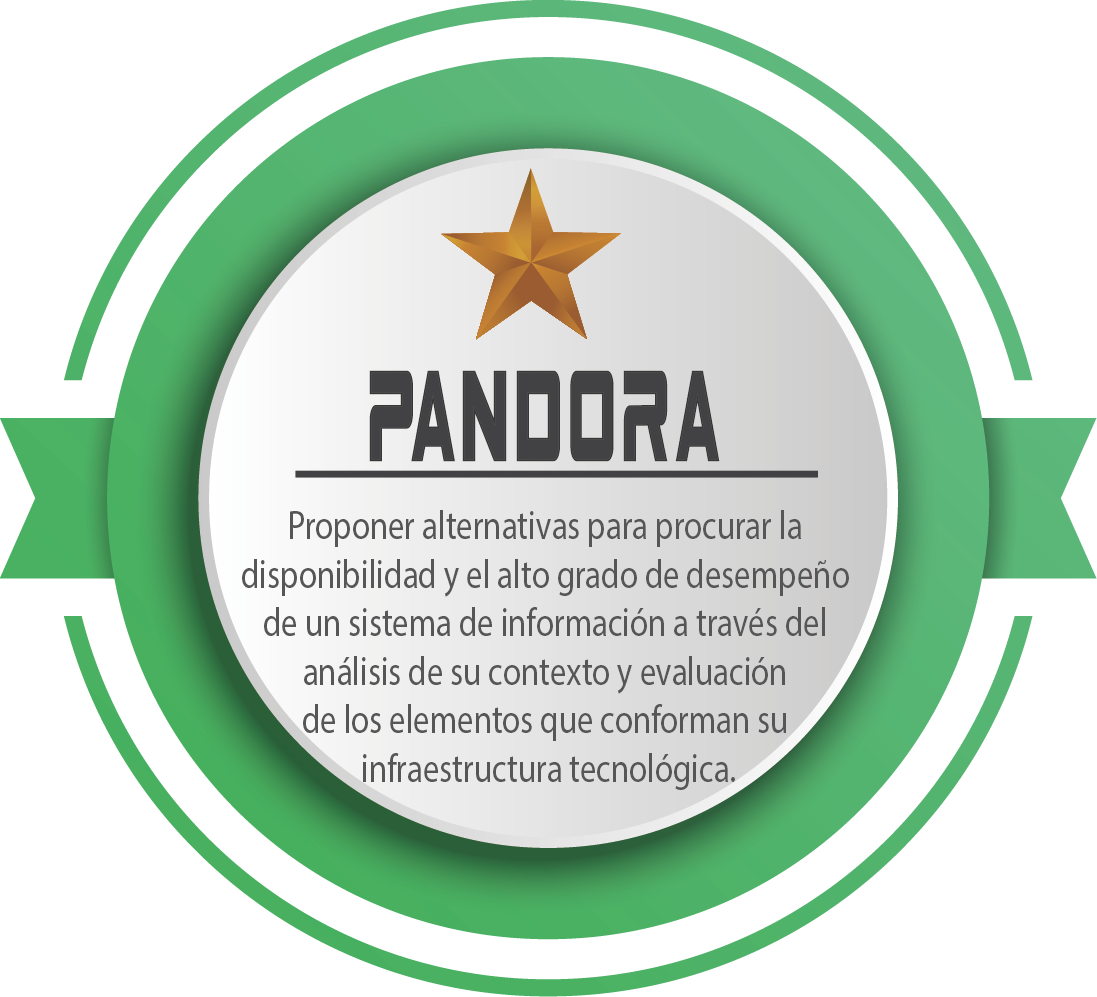 PANDORA
Proponer alternativas para procurar la
disponibilidad y el alto grado de desempeño
de un sistema de información a través del
análisis de su contexto y evaluación
de los elementos que conforman su
infraestructura tecnológica.